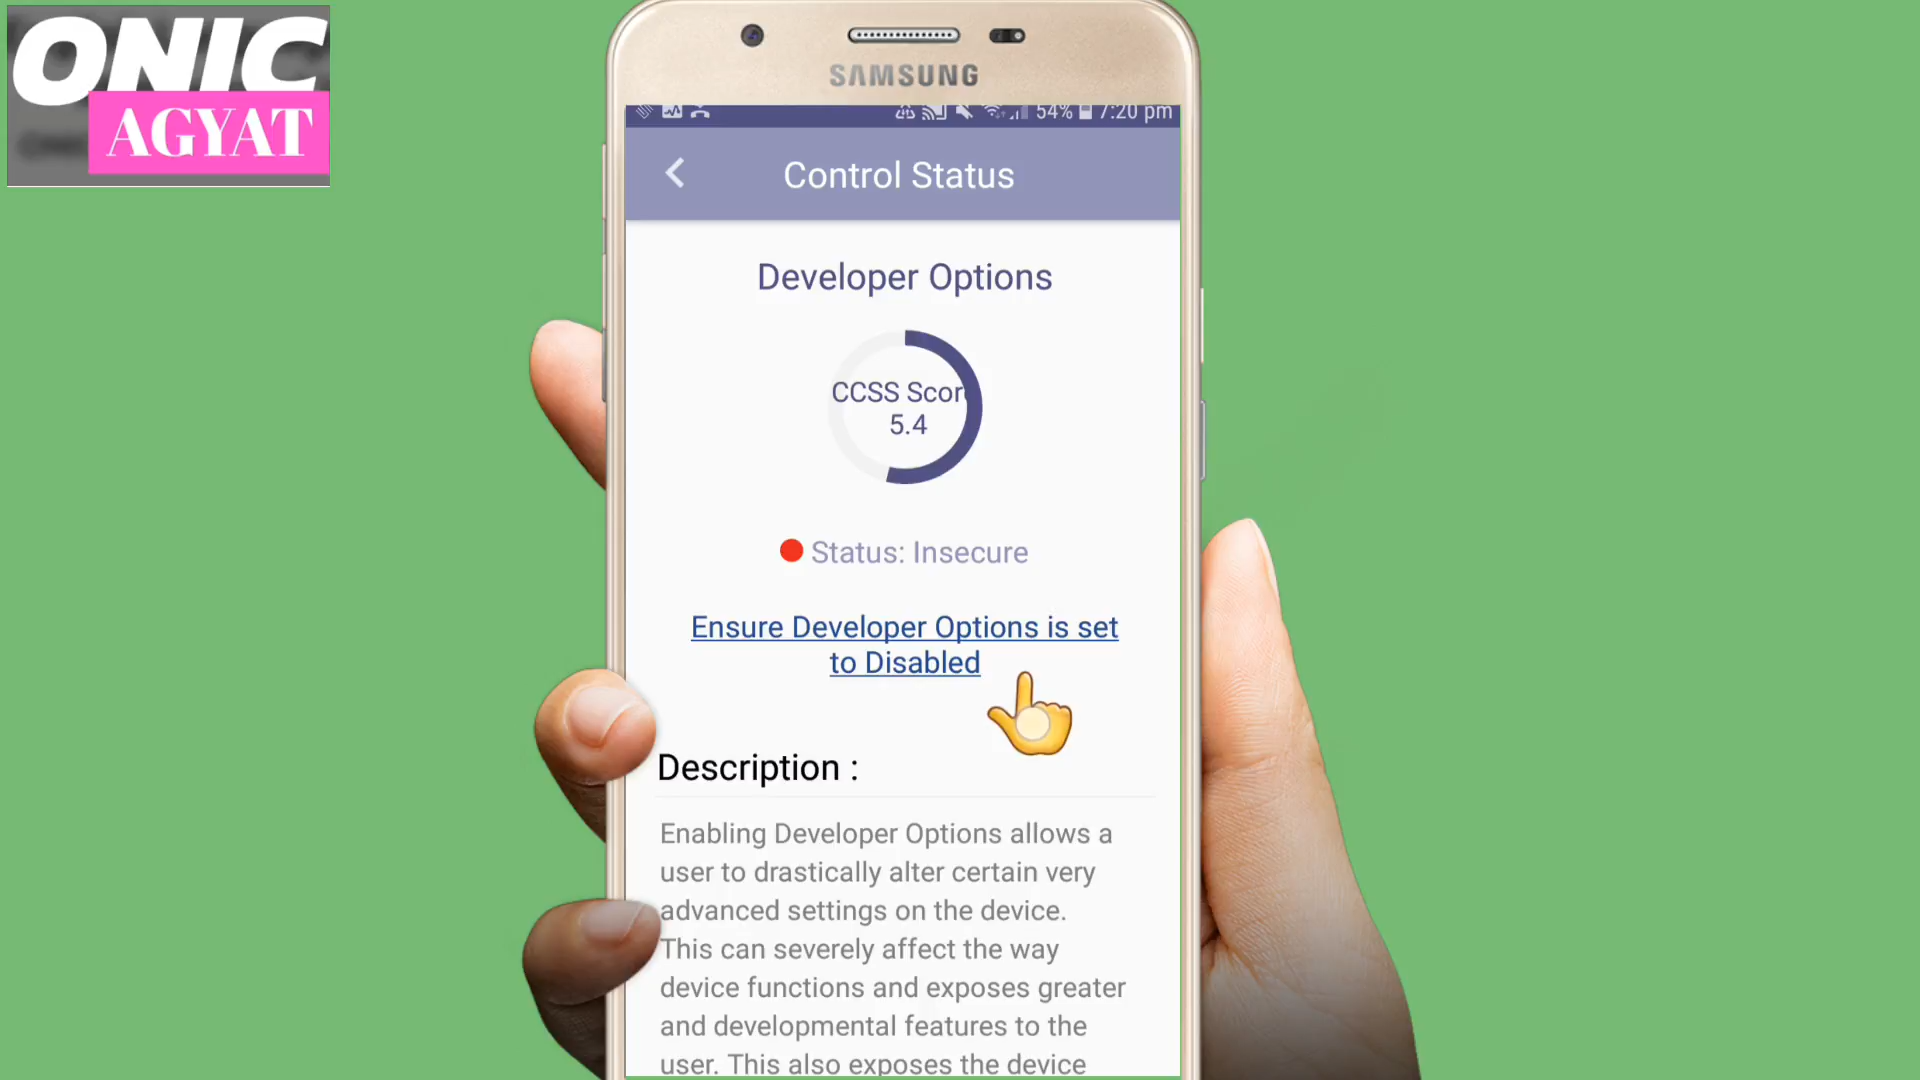 ONIC
AGYAT
SAMSUNG
54% 7:20 pm
Control Status
Developer Options
CCSS Scor
5.4
Status: Insecure
Ensure Developer Options is set
to Disabled
Description :
Enabling Developer Options allows a
user to drastically alter certain very
advanced settings on the device.
This can severely affect the way
device functions and exposes greater
and developmental features to the
user. This also exposes the device